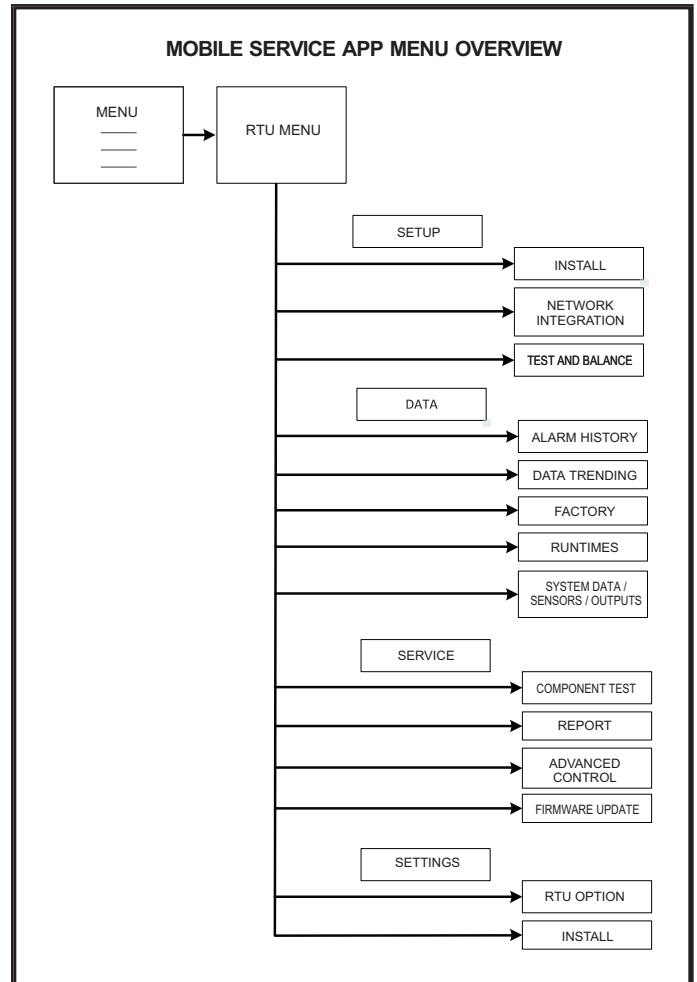 MOBILE SERVICE APP MENU OVERVIEW
MENU
RTU MENU
SETUP
INSTALL
NETWORK
INTEGRATION
TEST AND BALANCE
DATA
ALARM HISTORY
DATA TRENDING
FACTORY
RUNTIMES
SYSTEM DATA /
SENSORS / OUTPUTS
SERVICE
COMPONENT TEST
REPORT
ADVANCED
CONTROL
FIRMWARE UPDATE
SETTINGS
RTU OPTION
INSTALL